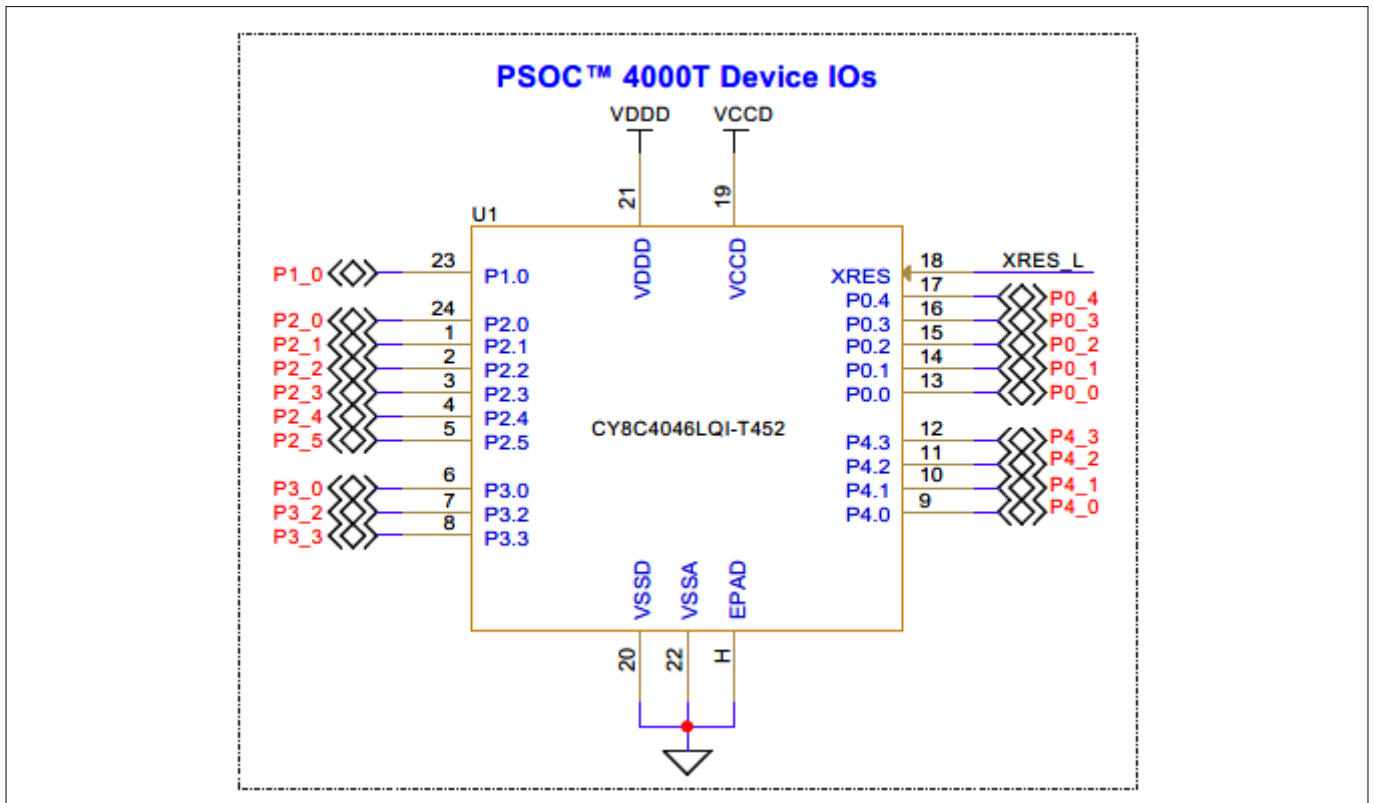 PSOC™ 4000T Device IOs
VDDD VCCD
21 19
U1
VDDD VCCD
P1_0 23 P1.0
P2_0 24 P2.0
P2_1 1 P2.1
P2_2 2 P2.2
P2_3 3 P2.3
P2_4 4 P2.4
P2_5 5 P2.5
P3_0 6 P3.0
P3_2 7 P3.2
P3_3 8 P3.3
CY8C4046LQI-T452
XRES 18 XRES_L
P0.4 17 P0_4
P0.3 16 P0_3
P0.2 15 P0_2
P0.1 14 P0_1
P0.0 13 P0_0
P4.3 12 P4_3
P4.2 11 P4_2
P4.1 10 P4_1
P4.0 9 P4_0
VSSD VSSA EPAD
20 22 H